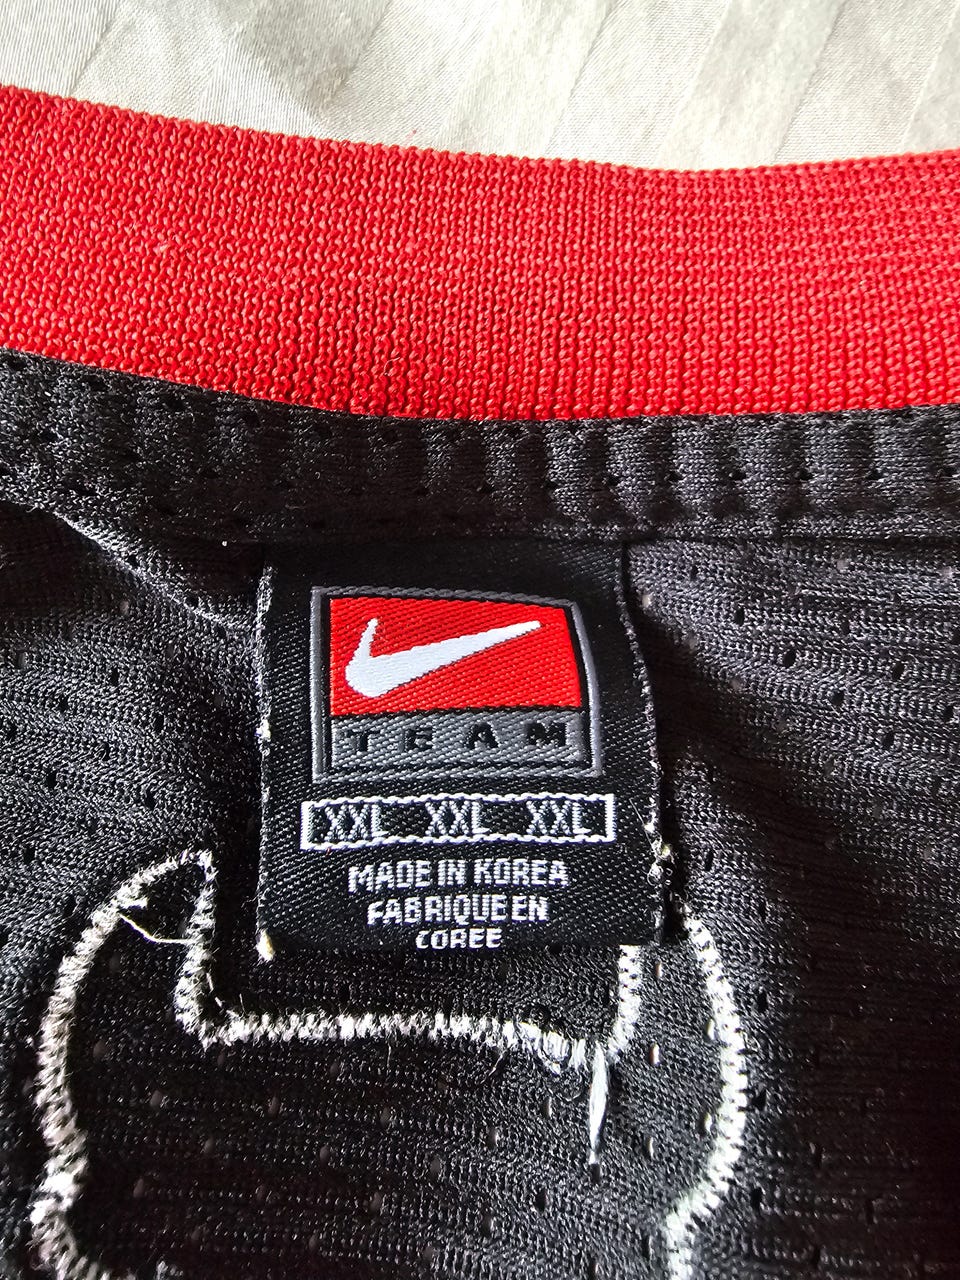 TEAM
XXL XXL XXL
MADE IN KOREA
FABRIQUE EN
COREE